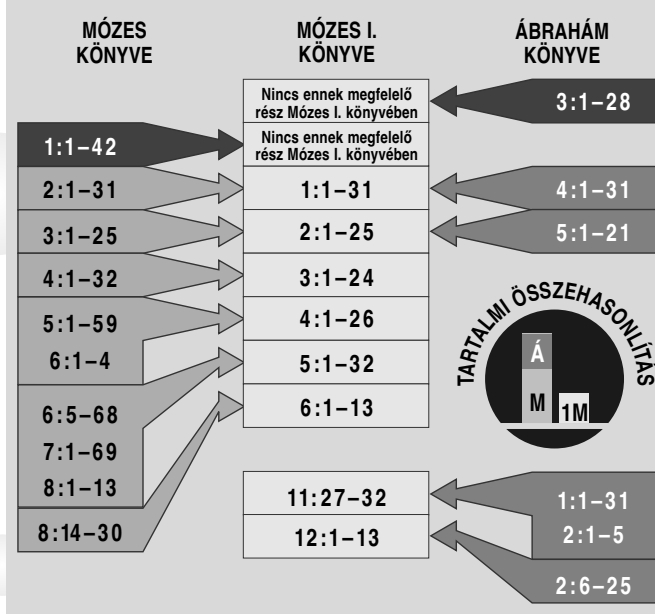 MÓZES
KÖNYVE
MÓZES I.
KÖNYVE
ÁBRAHÁM
KÖNYVE
Nincs ennek megfelelő
rész Mózes I. könyvében
3:1–28
1:1–42
Nincs ennek megfelelő
rész Mózes I. könyvében
2:1–31
1:1–31
4:1–31
3:1–25
2:1–25
5:1–21
4:1–32
3:1–24
5:1–59
6:1–4
4:1–26
6:5–68
7:1–69
8:1–13
5:1–32
8:14–30
6:1–13
TARTALMI ÖSSZEHASONLÍTÁS
Á
M
1M
11:27–32
1:1–31
2:1–5
12:1–13
2:6–25